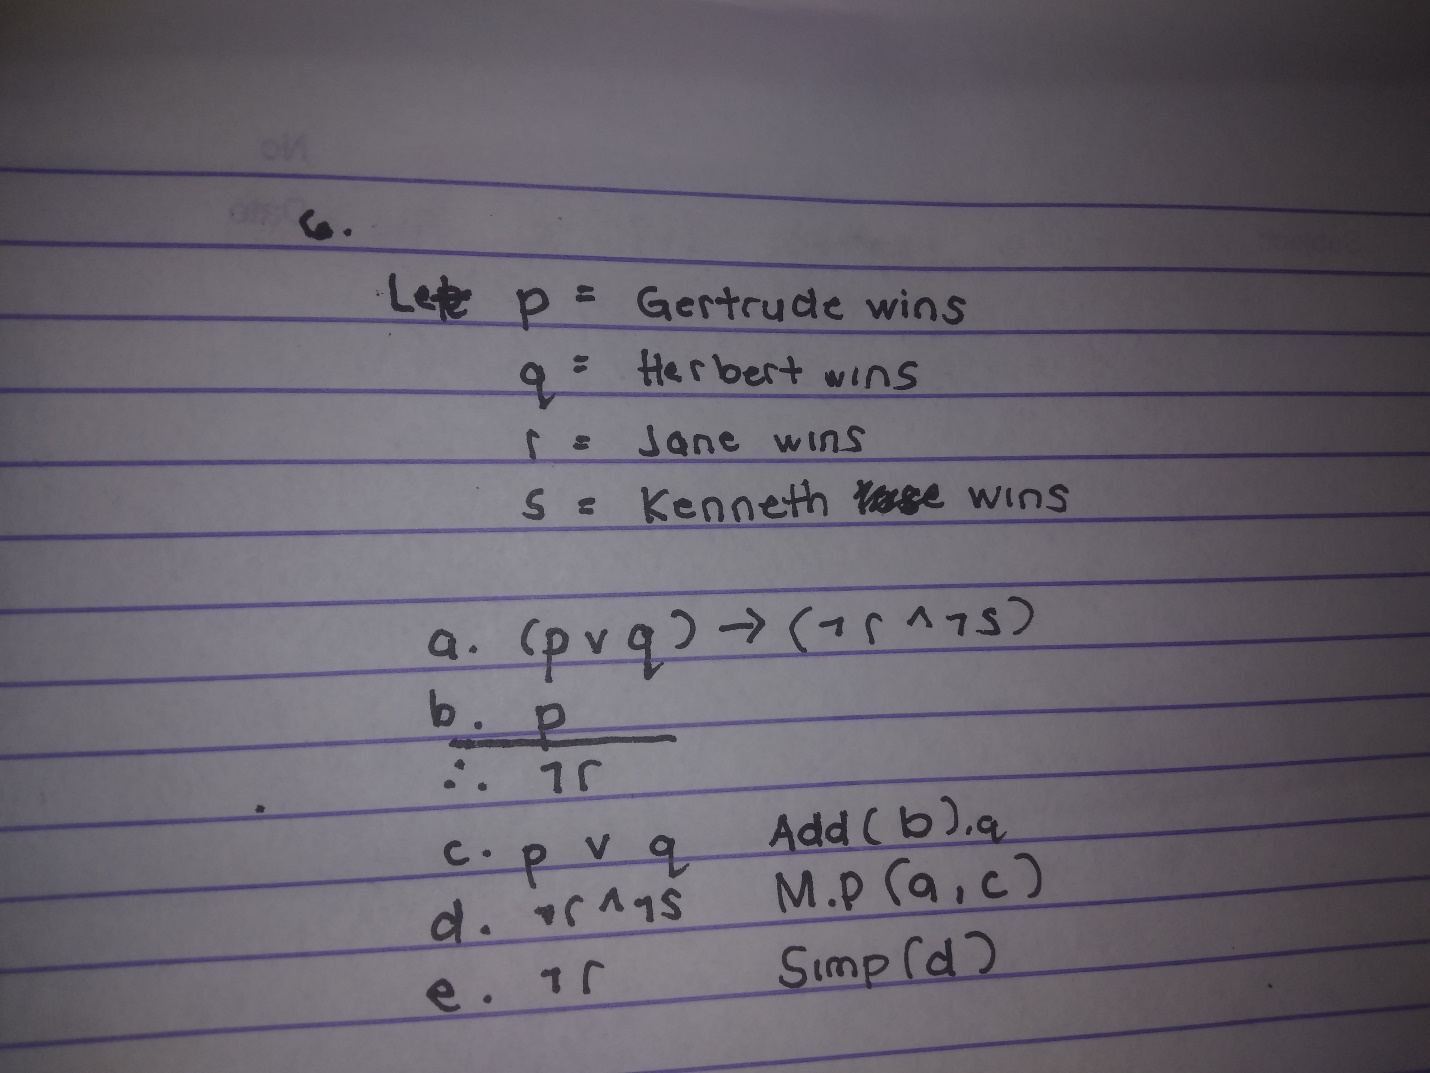 6.
Let p = Gertrude wins
q = Herbert wins
r = Jane wins
s = Kenneth wins
a. (p v q) → (¬r ^ ¬s)
b. p
∴ ¬r
c. p v q Add(b),q
d. ¬r ^ ¬s M.P (a,c)
e. ¬r Simp(d)